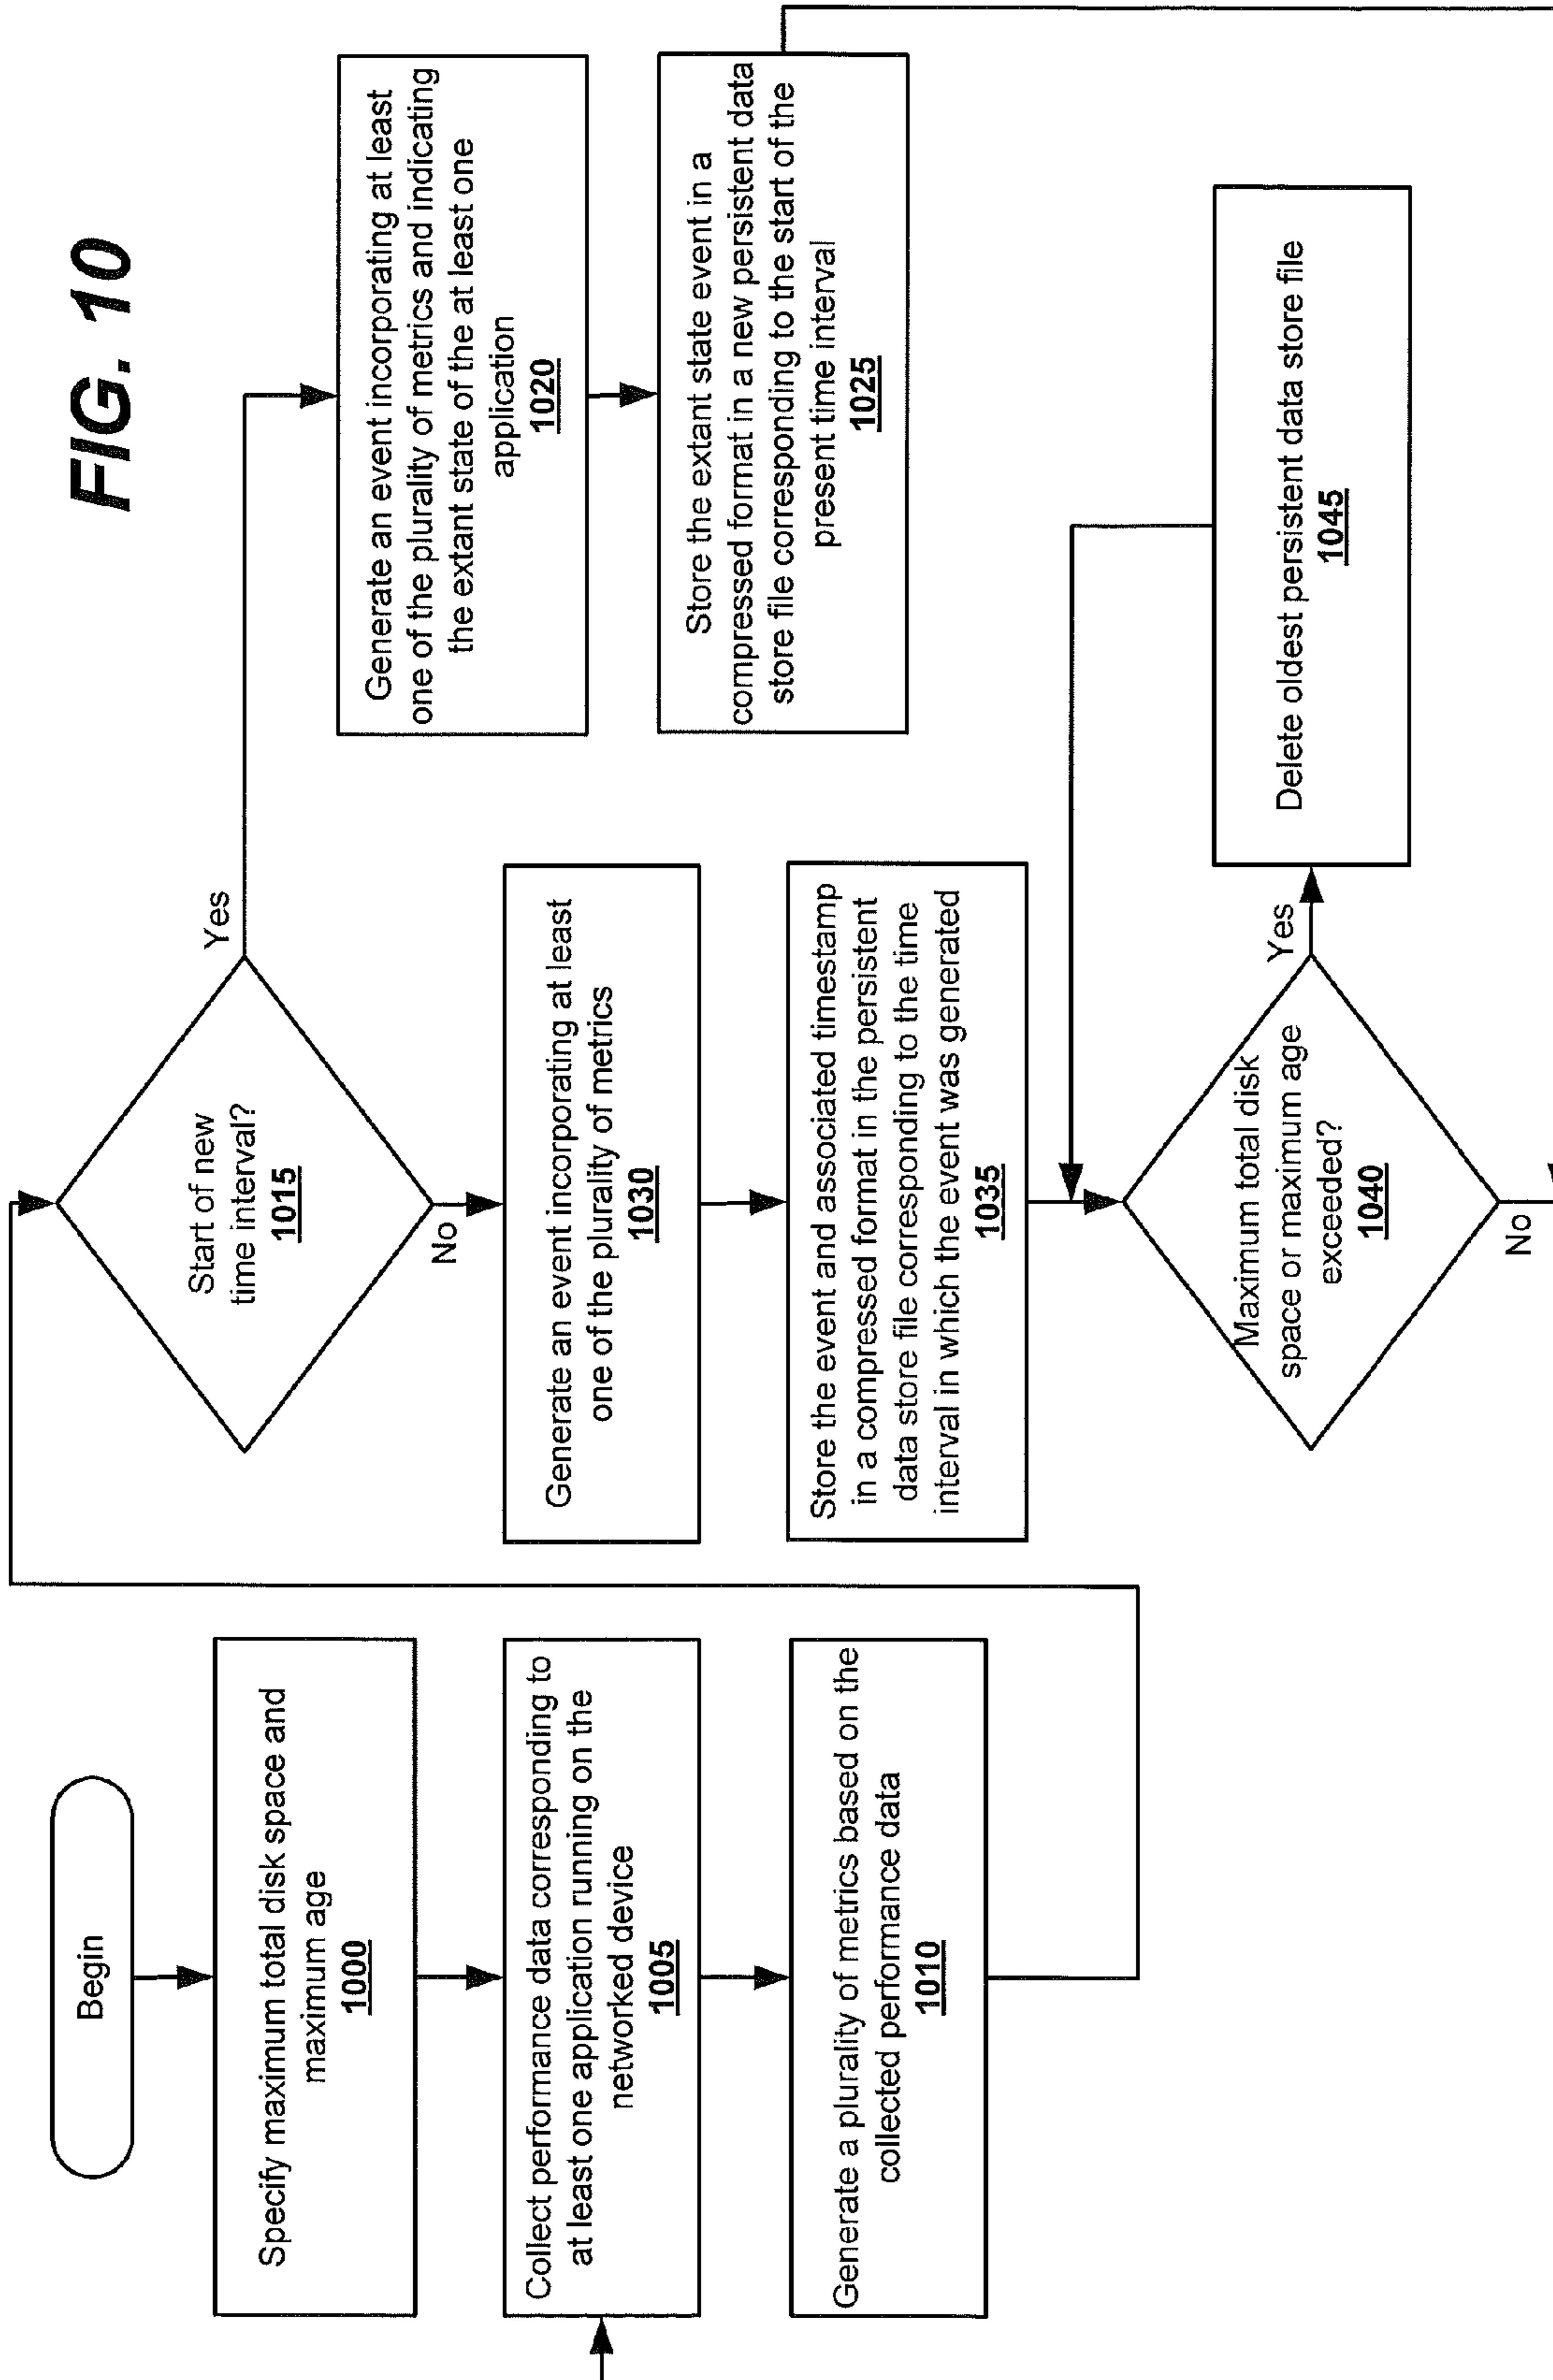 FIG. 10
Begin
Specify maximum total disk space and
maximum age
1000
Collect performance data corresponding to
at least one application running on the
networked device
1005
Generate a plurality of metrics based on the
collected performance data
1010
Start of new
time interval?
1015
Yes
No
Generate an event incorporating at least
one of the plurality of metrics and indicating
the extant state of the at least one
application
1020
Store the extant state event in a
compressed format in a new persistent data
store file corresponding to the start of the
present time interval
1025
Generate an event incorporating at least
one of the plurality of metrics
1030
Store the event and associated timestamp
in a compressed format in the persistent
data store file corresponding to the time
interval in which the event was generated
1035
Maximum total disk
space or maximum age
exceeded?
1040
Yes
No
Delete oldest persistent data store file
1045